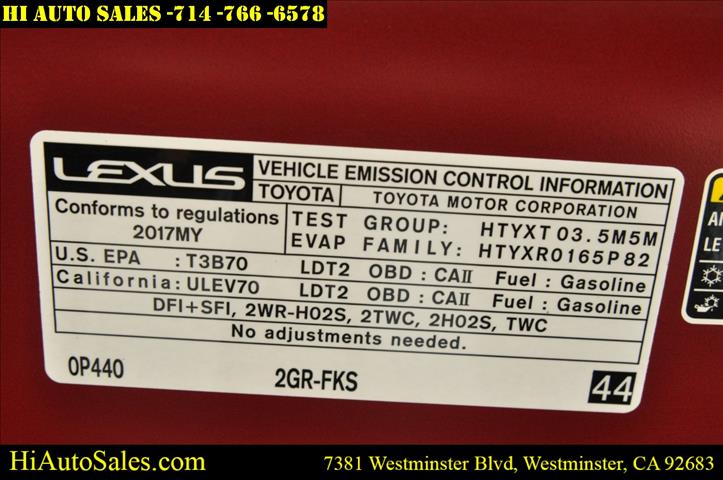 HI AUTO SALES -714 -766 -6578
LEXUS
VEHICLE EMISSION CONTROL INFORMATION
TOYOTA
TOYOTA MOTOR CORPORATION
Conforms to regulations
2017MY
TEST GROUP: HTYXT03.5M5M
EVAP FAMILY: HTYXR0165P82
U.S. EPA : T3B70 LDT2 OBD : CAII Fuel : Gasoline
California : ULEV70 LDT2 OBD : CAII Fuel : Gasoline
DFI+SFI, 2WR-HO2S, 2TWC, 2HO2S, TWC
No adjustments needed.
0P440
2GR-FKS
44
HiAutoSales.com
7381 Westminster Blvd, Westminster, CA 92683